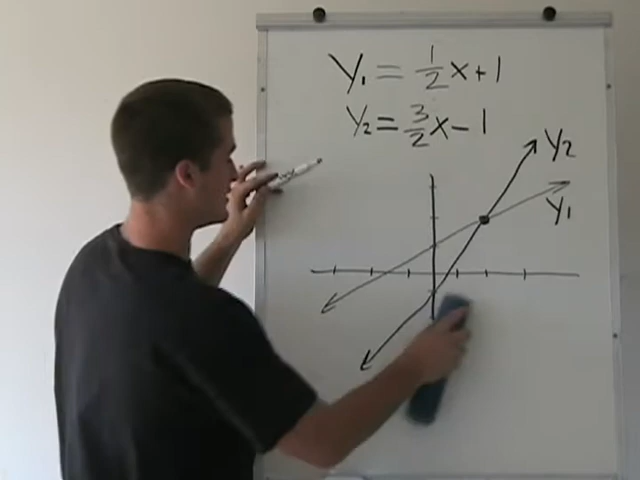 y₁ = 1/2 x + 1
y₂ = 3/2 x − 1
y₂
y₁